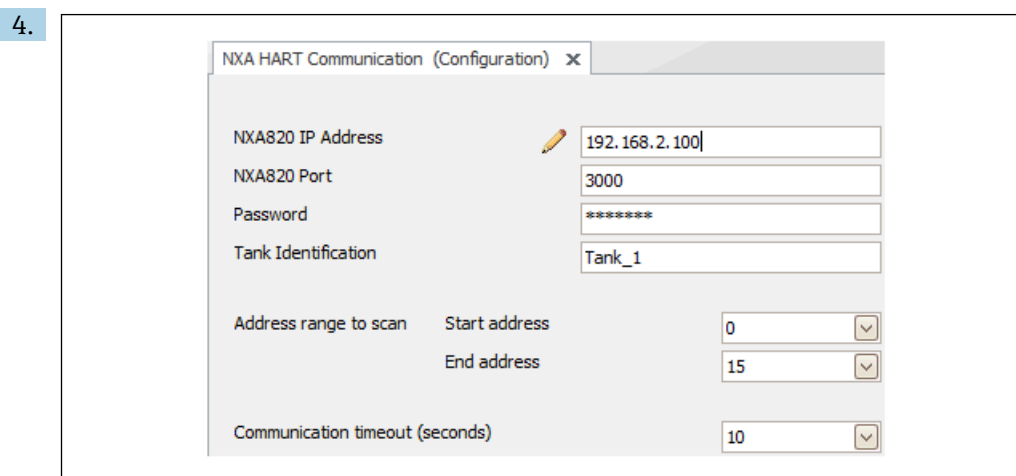 4.
NXA HART Communication (Configuration) X
NXA820 IP Address 192.168.2.100
NXA820 Port 3000
Password *******
Tank Identification Tank_1
Address range to scan Start address 0
End address 15
Communication timeout (seconds) 10